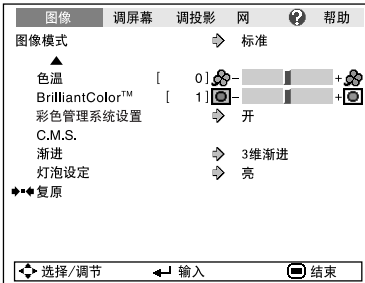 图像 调屏幕 调投影 网 帮助
图像模式 标准
色温 [ 0] - +
BrilliantColor™ [ 1] - +
彩色管理系统设置 开
C.M.S.
渐进 3维渐进
灯泡设定 亮
复原
选择/调节 输入 结束